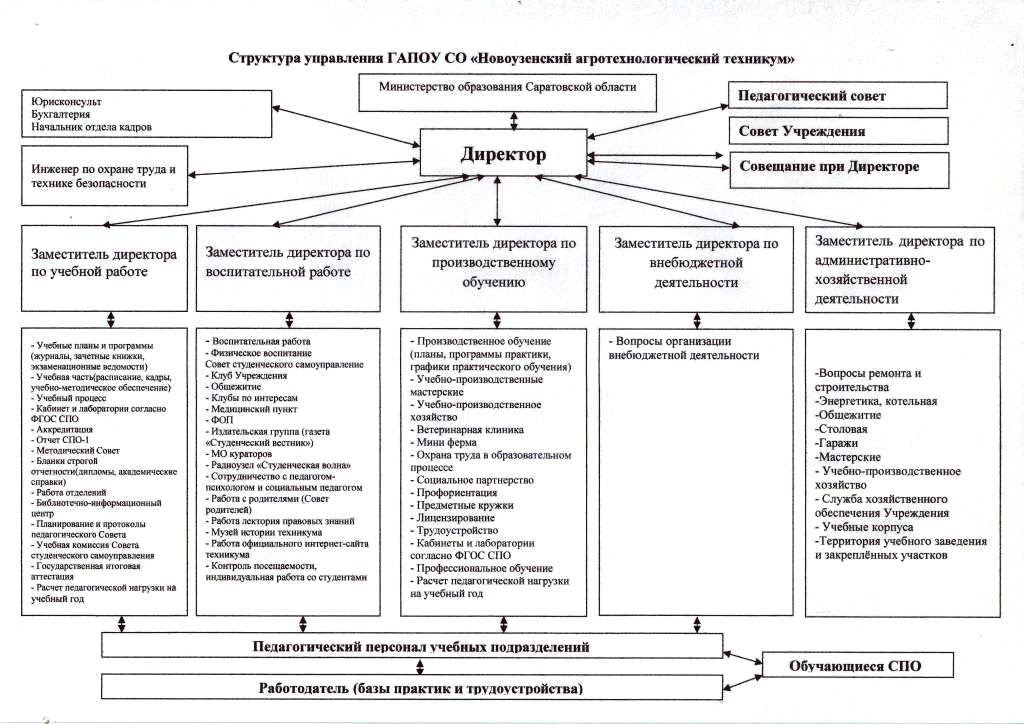 Структура управления ГАПОУ СО «Новоузенский агротехнологический техникум»
Министерство образования Саратовской области
Юрисконсульт
Бухгалтерия
Начальник отдела кадров
Педагогический совет
Совет Учреждения
Директор
Совещание при Директоре
Инженер по охране труда и
технике безопасности
Заместитель директора
по учебной работе
Заместитель директора по
воспитательной работе
Заместитель директора по
производственному
обучению
Заместитель директора по
внебюджетной
деятельности
Заместитель директора по
административно-
хозяйственной
деятельности
- Учебные планы и программы
(журналы, зачетные книжки,
экзаменационные ведомости)
- Учебная часть(расписание, кадры,
учебно-методическое обеспечение)
- Учебный процесс
- Кабинет и лаборатории согласно
ФГОС СПО
- Аккредитация
- Отчет СПО-1
- Методический Совет
- Бланки строгой
отчетности(дипломы, академические
справки)
- Работа отделений
- Библиотечно-информационный
центр
- Планирование и протоколы
педагогического Совета
- Учебная комиссия Совета
студенческого самоуправления
- Государственная итоговая
аттестация
- Расчет педагогической нагрузки на
учебный год
- Воспитательная работа
- Физическое воспитание
Совет студенческого самоуправление
- Клуб Учреждения
- Общежитие
- Клубы по интересам
- Медицинский пункт
- ФОП
- Издательская группа (газета
«Студенческий вестник»)
- МО кураторов
- Радиоузел «Студенческая волна»
- Сотрудничество с педагогом-
психологом и социальным педагогом
- Работа с родителями (Совет
родителей)
- Работа лектория правовых знаний
- Музей истории техникума
- Работа официального интернет-сайта
техникума
- Контроль посещаемости,
индивидуальная работа со студентами
- Производственное обучение
(планы, программы практики,
графики практического обучения)
- Учебно-производственные
мастерские
- Учебно-производственное
хозяйство
- Ветеринарная клиника
- Мини ферма
- Охрана труда в образовательном
процессе
- Социальное партнерство
- Профориентация
- Предметные кружки
- Лицензирование
- Трудоустройство
- Кабинеты и лаборатории
согласно ФГОС СПО
- Профессиональное обучение
- Расчет педагогической нагрузки
на учебный год
- Вопросы организации
внебюджетной деятельности
-Вопросы ремонта и
строительства
-Энергетика, котельная
-Общежитие
-Столовая
-Гаражи
-Мастерские
- Учебно-производственное
хозяйство
- Служба хозяйственного
обеспечения Учреждения
- Учебные корпуса
-Территория учебного заведения
и закреплённых участков
Педагогический персонал учебных подразделений
Обучающиеся СПО
Работодатель (базы практик и трудоустройства)